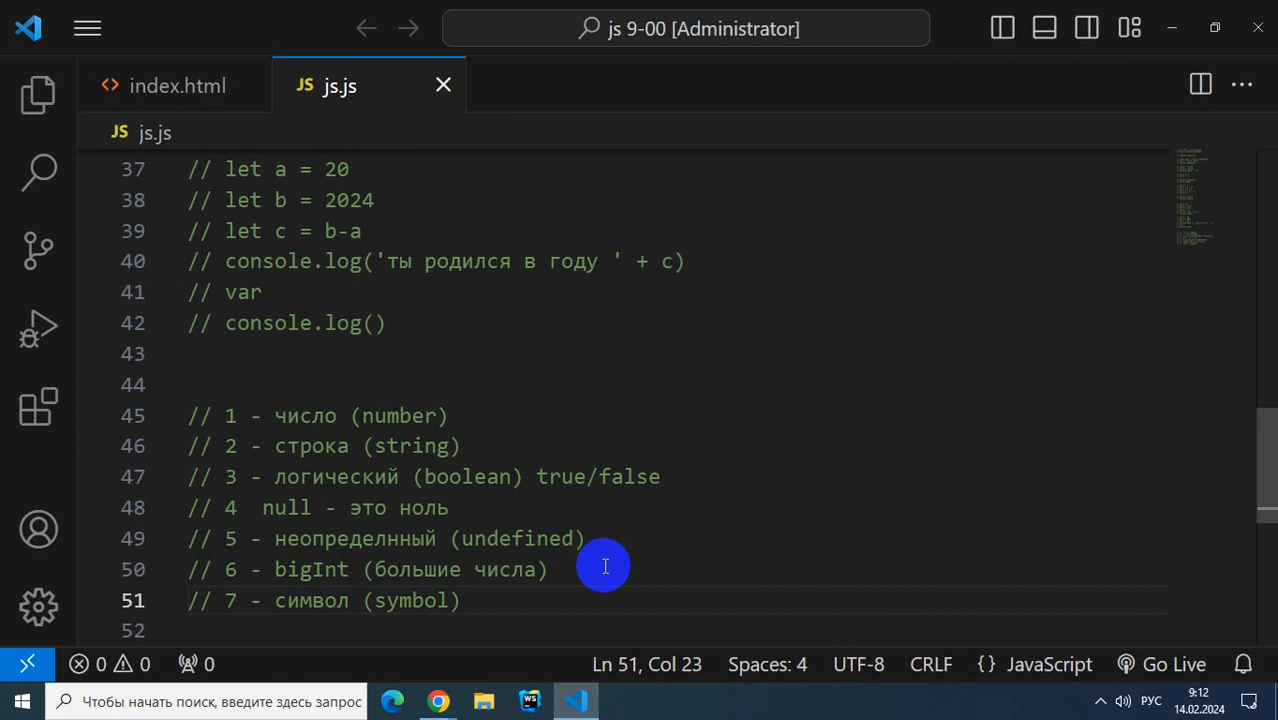 js 9-00 [Administrator]
<> index.html
JS js.js
JS js.js
37 // let a = 20
38 // let b = 2024
39 // let c = b-a
40 // console.log('ты родился в году ' + c)
41 // var
42 // console.log()
43
44
45 // 1 - число (number)
46 // 2 - строка (string)
47 // 3 - логический (boolean) true/false
48 // 4  null - это ноль
49 // 5 - неопределнный (undefined)
50 // 6 - bigInt (большие числа)
51 // 7 - символ (symbol)
52
0 0 0 Ln 51, Col 23 Spaces: 4 UTF-8 CRLF {} JavaScript Go Live
Чтобы начать поиск, введите здесь запрос WS РУС 9:12
14.02.2024